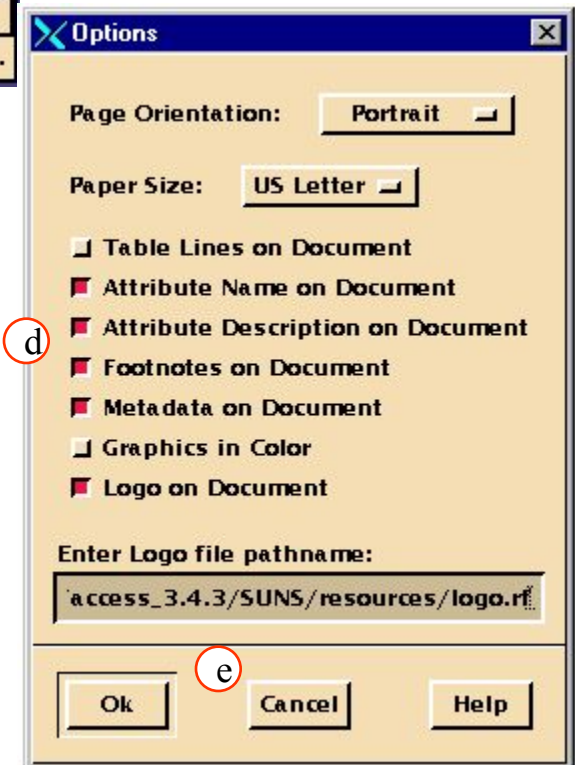 Options
Page Orientation: Portrait
Paper Size: US Letter
Table Lines on Document
Attribute Name on Document
d Attribute Description on Document
Footnotes on Document
Metadata on Document
Graphics in Color
Logo on Document
Enter Logo file pathname:
access_3.4.3/SUNS/resources/logo.rf
e
Ok Cancel Help